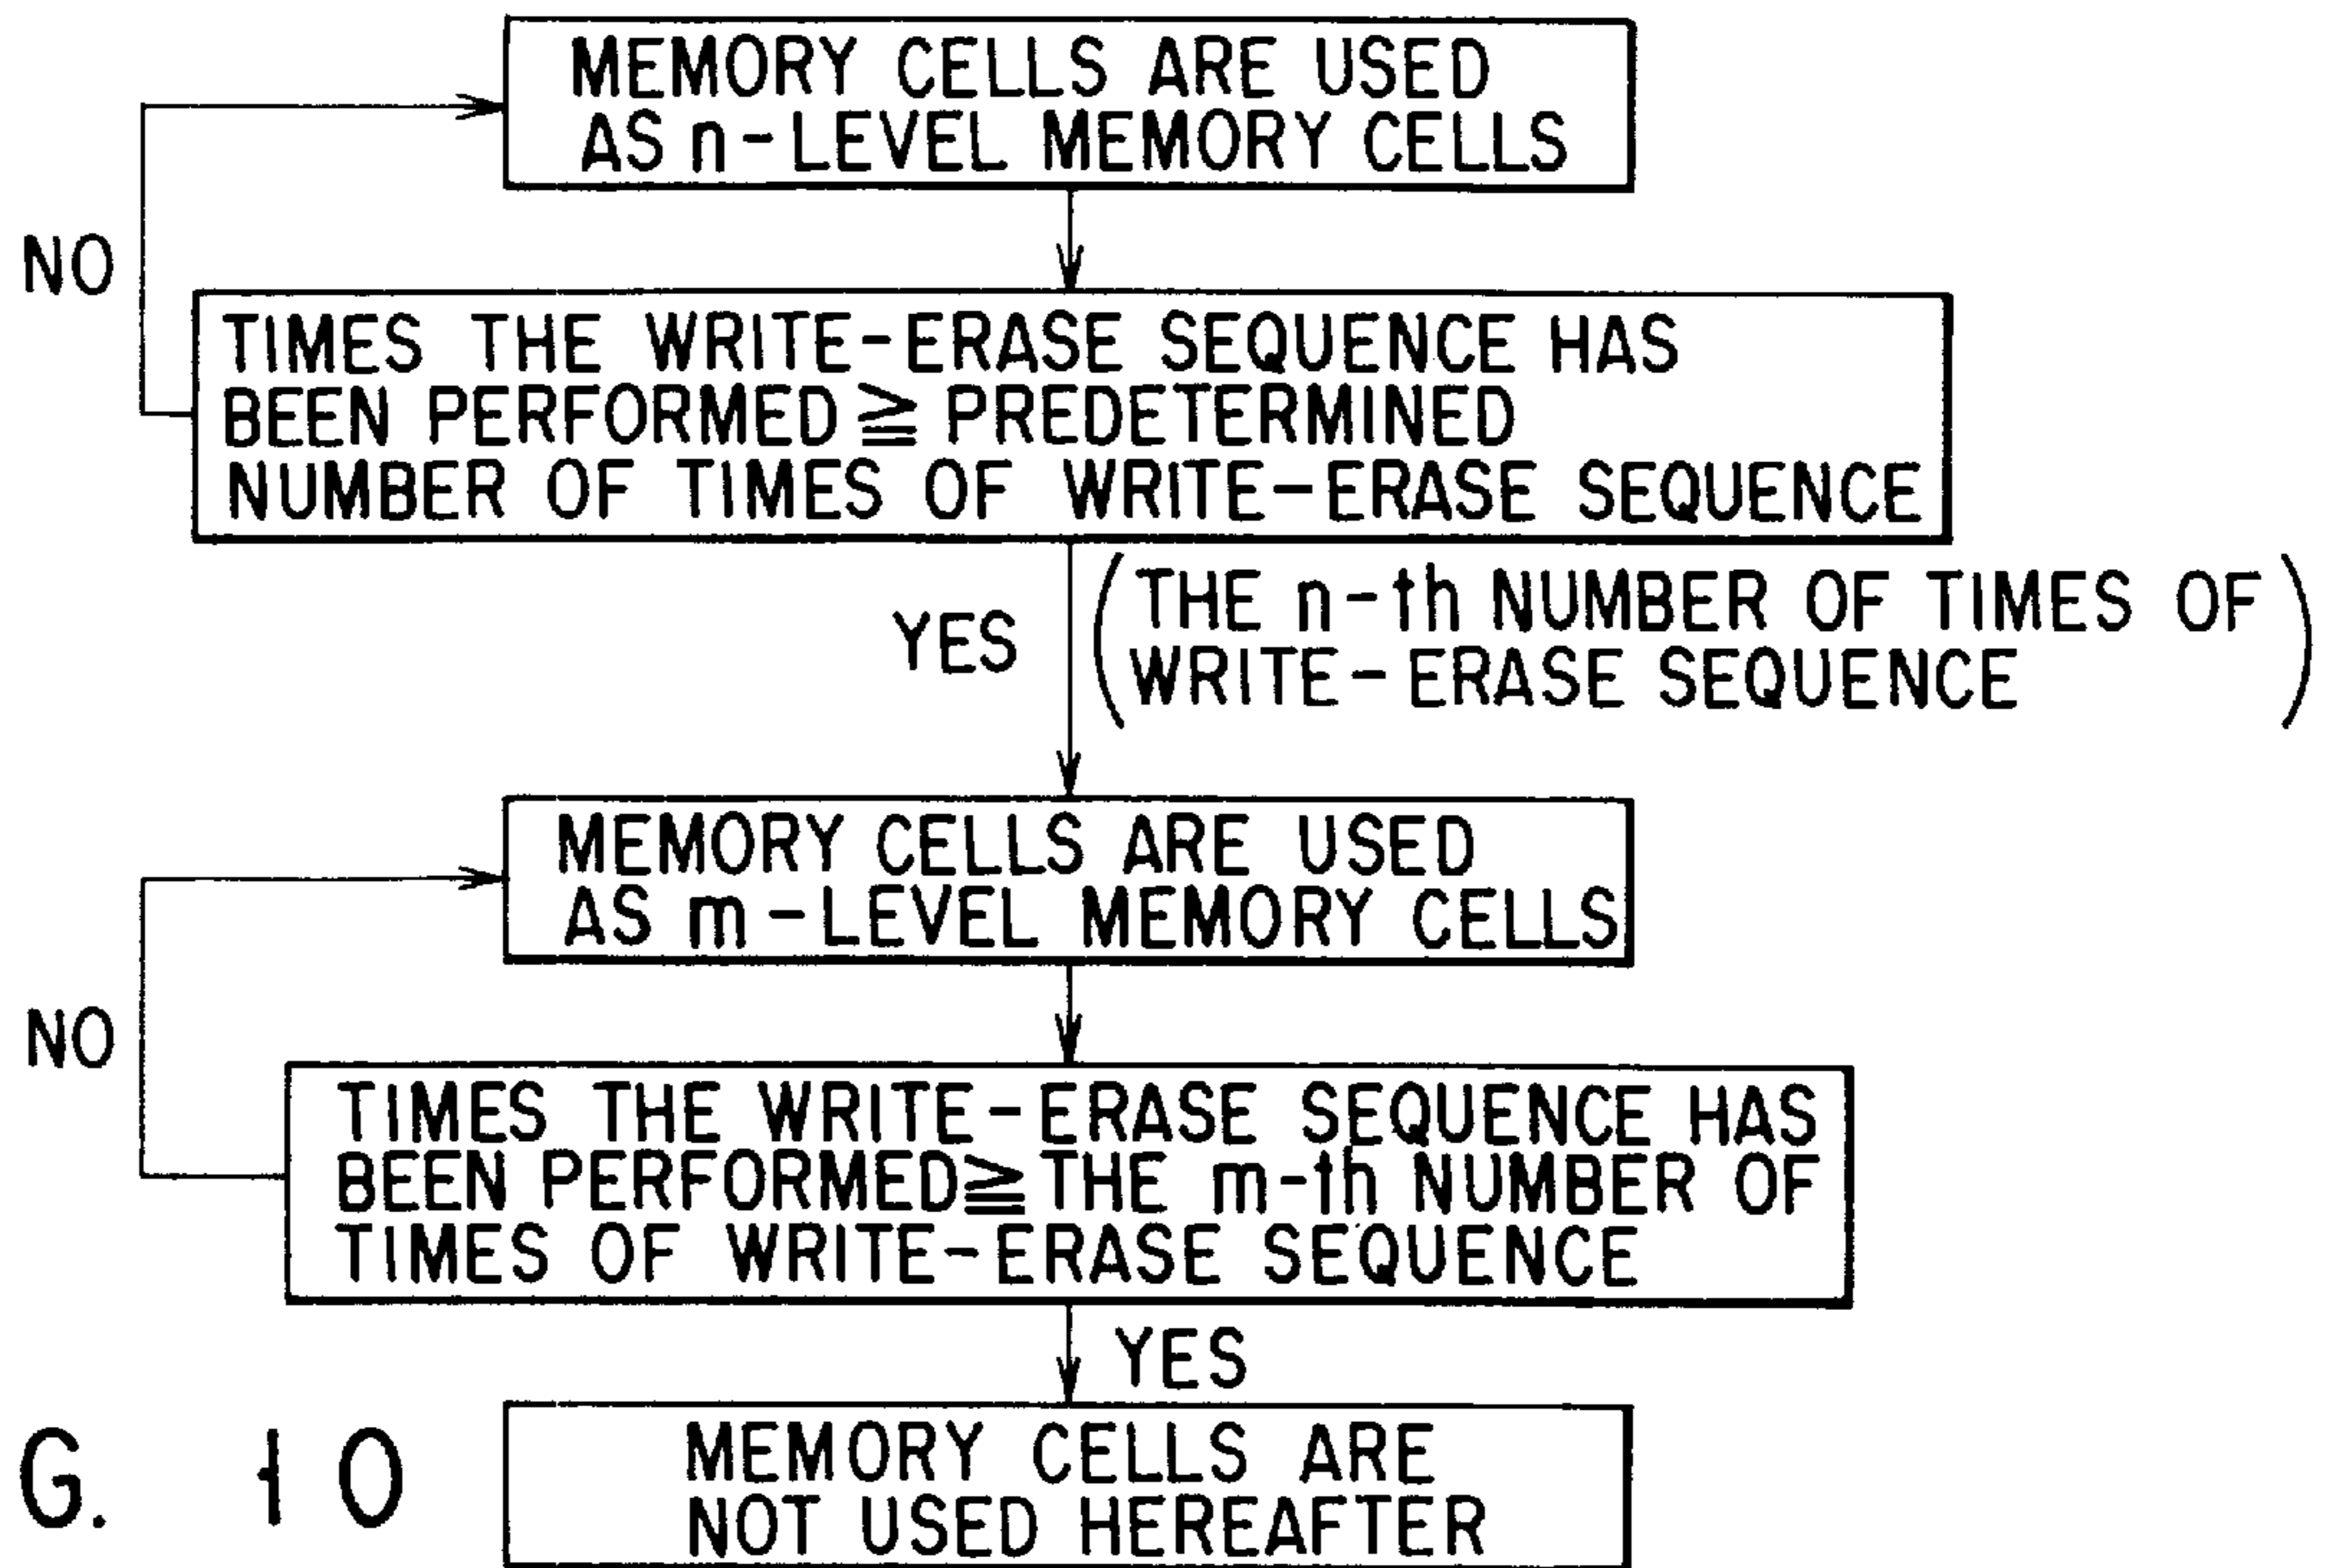 MEMORY CELLS ARE USED
AS n-LEVEL MEMORY CELLS
NO
TIMES THE WRITE-ERASE SEQUENCE HAS
BEEN PERFORMED ≧ PREDETERMINED
NUMBER OF TIMES OF WRITE-ERASE SEQUENCE
YES
(THE n-th NUMBER OF TIMES OF
WRITE-ERASE SEQUENCE)
MEMORY CELLS ARE USED
AS m-LEVEL MEMORY CELLS
NO
TIMES THE WRITE-ERASE SEQUENCE HAS
BEEN PERFORMED ≧ THE m-th NUMBER OF
TIMES OF WRITE-ERASE SEQUENCE
YES
MEMORY CELLS ARE
NOT USED HEREAFTER
G. 10